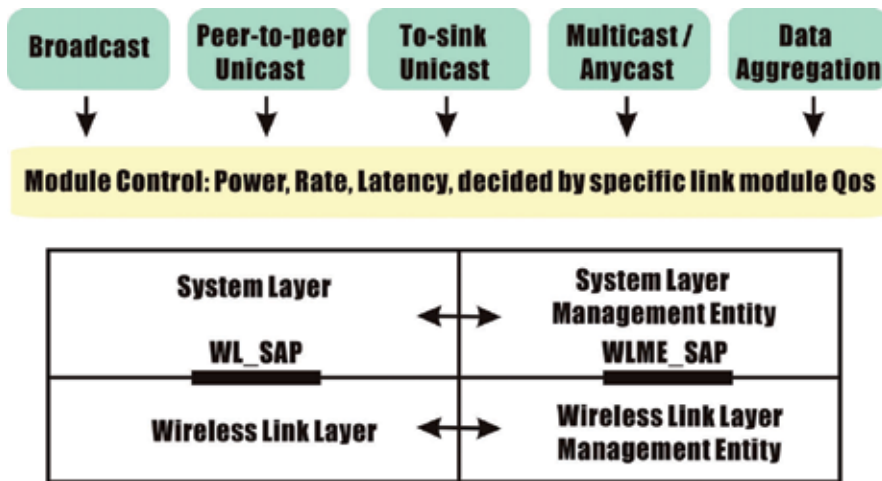 Broadcast
Peer-to-peer
Unicast
To-sink
Unicast
Multicast /
Anycast
Data
Aggregation
Module Control: Power, Rate, Latency, decided by specific link module Qos
System Layer
System Layer
Management Entity
WL_SAP
WLME_SAP
Wireless Link Layer
Wireless Link Layer
Management Entity